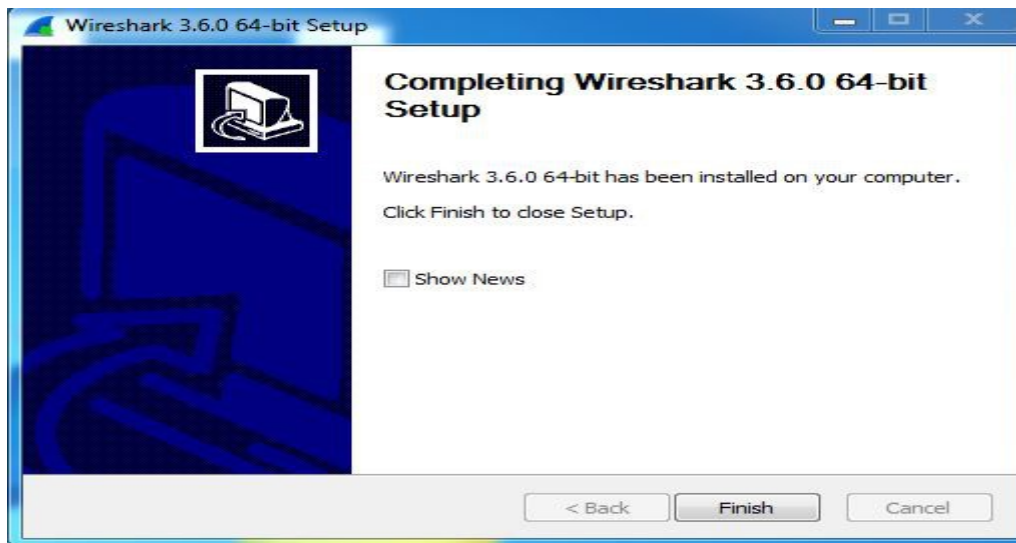 Wireshark 3.6.0 64-bit Setup
Completing Wireshark 3.6.0 64-bit
Setup
Wireshark 3.6.0 64-bit has been installed on your computer.
Click Finish to close Setup.
Show News
< Back Finish Cancel